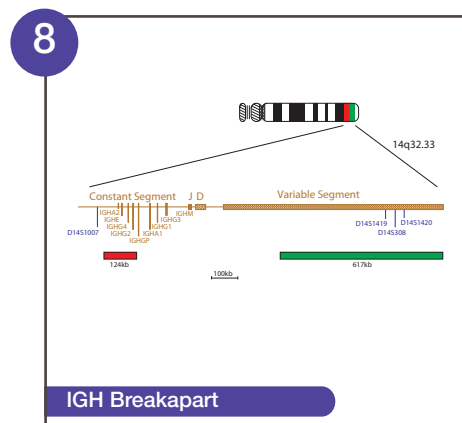 8
14q32.33
Constant Segment J D Variable Segment
IGHA2 IGHM
IGHE IGHG3
IGHG4 IGHG1
IGHG2 IGHA1
IGHGP
D14S1007 D14S1419 D14S1420
D14S308
124kb 617kb
100kb
IGH Breakapart